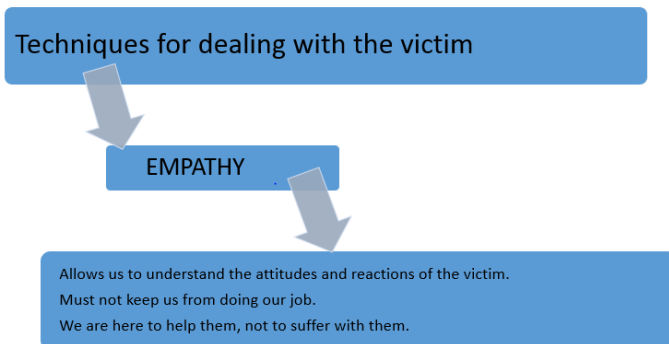 Techniques for dealing with the victim
EMPATHY
.
Allows us to understand the attitudes and reactions of the victim.
Must not keep us from doing our job.
We are here to help them, not to suffer with them.